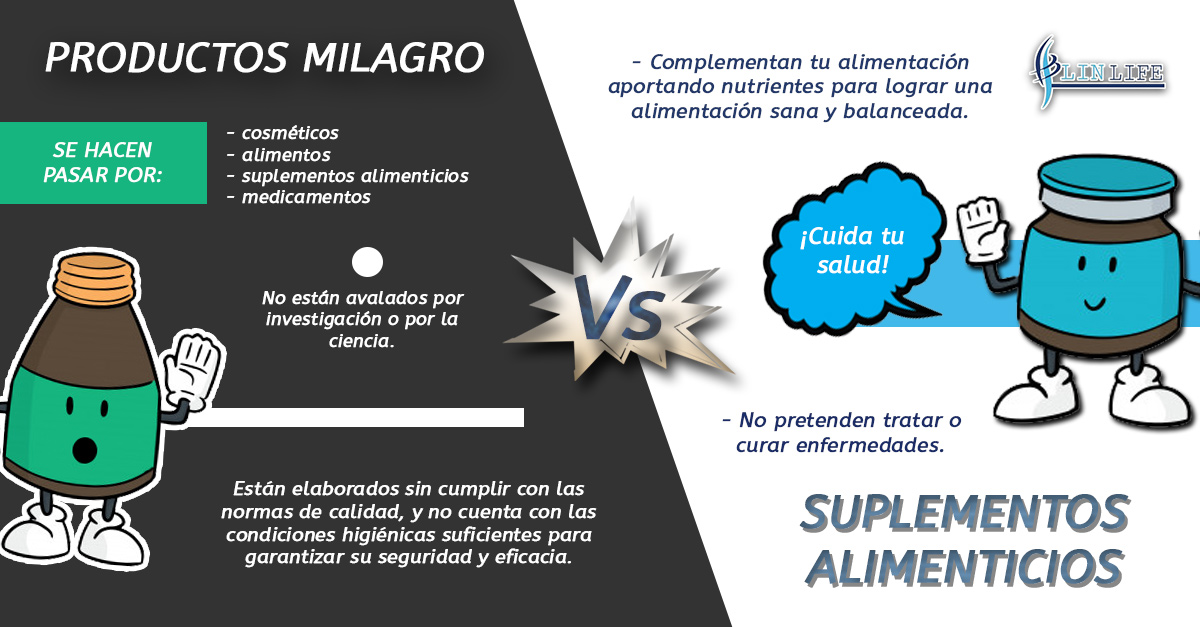 PRODUCTOS MILAGRO
SE HACEN
PASAR POR:
- cosméticos
- alimentos
- suplementos alimenticios
- medicamentos
No están avalados por
investigación o por la
ciencia.
Están elaborados sin cumplir con las
normas de calidad, y no cuenta con las
condiciones higiénicas suficientes para
garantizar su seguridad y eficacia.
Vs
- Complementan tu alimentación
aportando nutrientes para lograr una
alimentación sana y balanceada.
BLINLIFE
¡Cuida tu
salud!
- No pretenden tratar o
curar enfermedades.
SUPLEMENTOS
ALIMENTICIOS